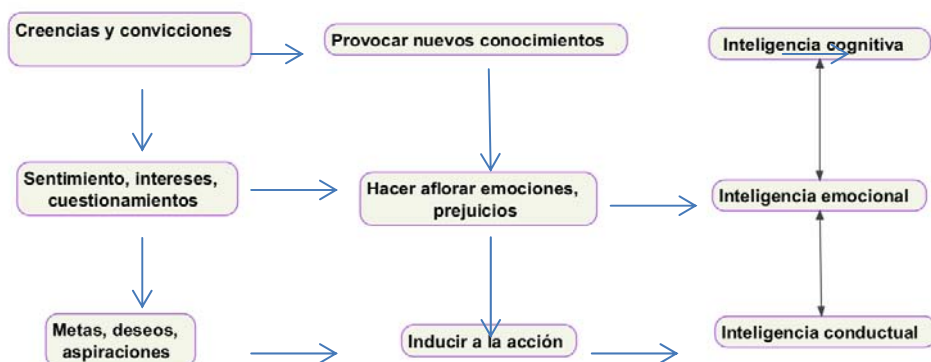 Creencias y convicciones
Provocar nuevos conocimientos
Inteligencia cognitiva
Sentimiento, intereses,
cuestionamientos
Hacer aflorar emociones,
prejuicios
Inteligencia emocional
Metas, deseos,
aspiraciones
Inducir a la acción
Inteligencia conductual